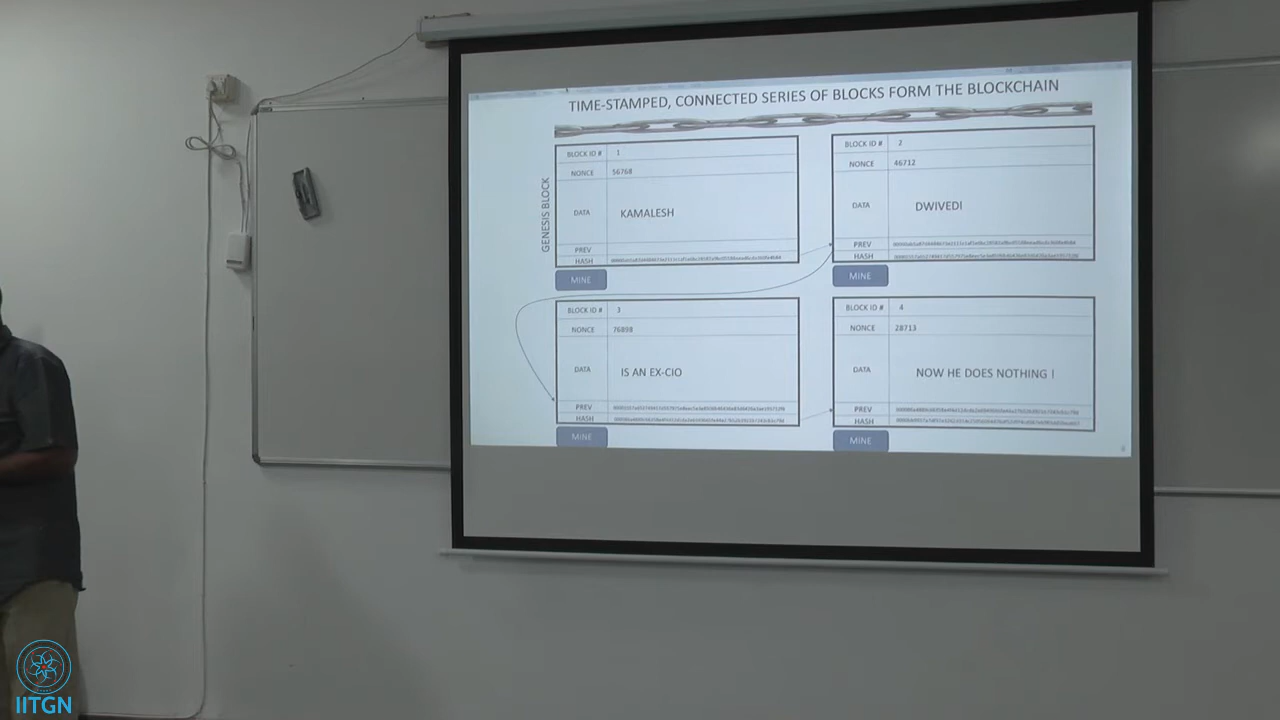 TIME-STAMPED, CONNECTED SERIES OF BLOCKS FORM THE BLOCKCHAIN
GENESIS BLOCK
BLOCK ID # 1
NONCE 56768
DATA KAMALESH
PREV
HASH
MINE
BLOCK ID # 2
NONCE 46712
DATA DWIVEDI
PREV
HASH
MINE
BLOCK ID # 3
NONCE 76898
DATA IS AN EX-CIO
PREV
HASH
MINE
BLOCK ID # 4
NONCE 28713
DATA NOW HE DOES NOTHING !
PREV
HASH
MINE
IITGN